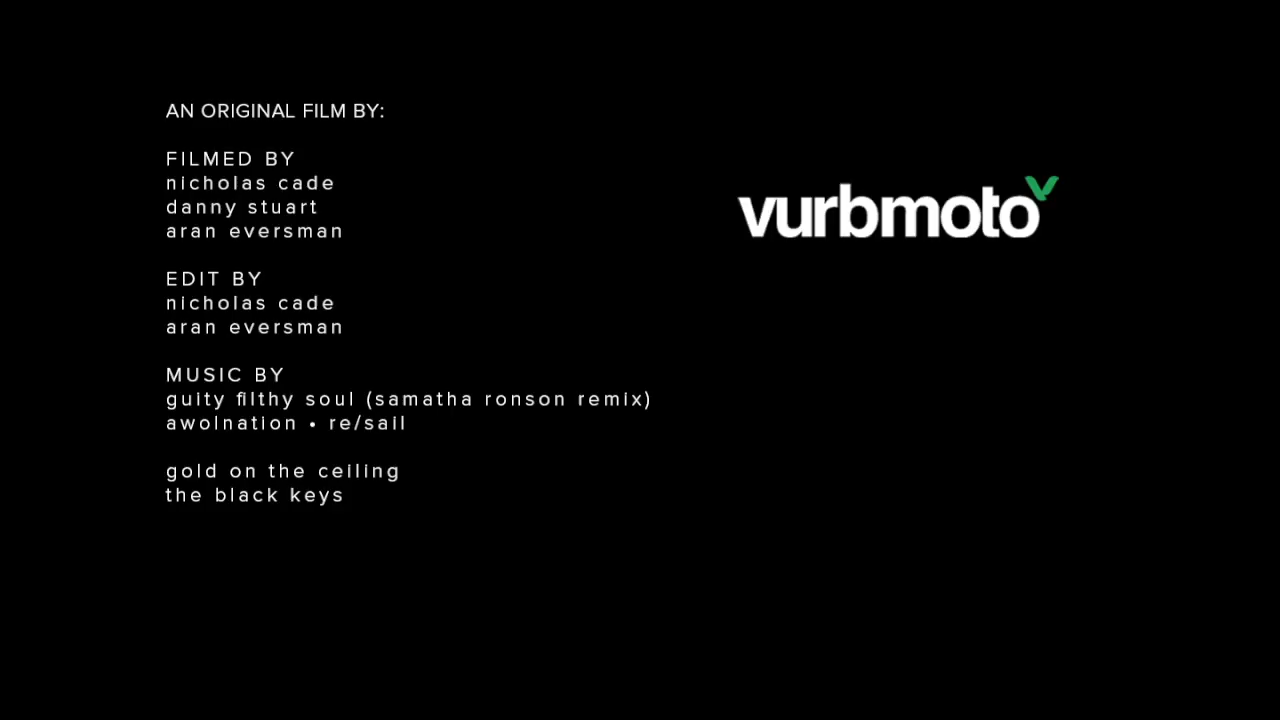 AN ORIGINAL FILM BY:
FILMED BY
nicholas cade
danny stuart
aran eversman
EDIT BY
nicholas cade
aran eversman
MUSIC BY
guity filthy soul (samatha ronson remix)
awolnation • re/sail
gold on the ceiling
the black keys
vurbmoto